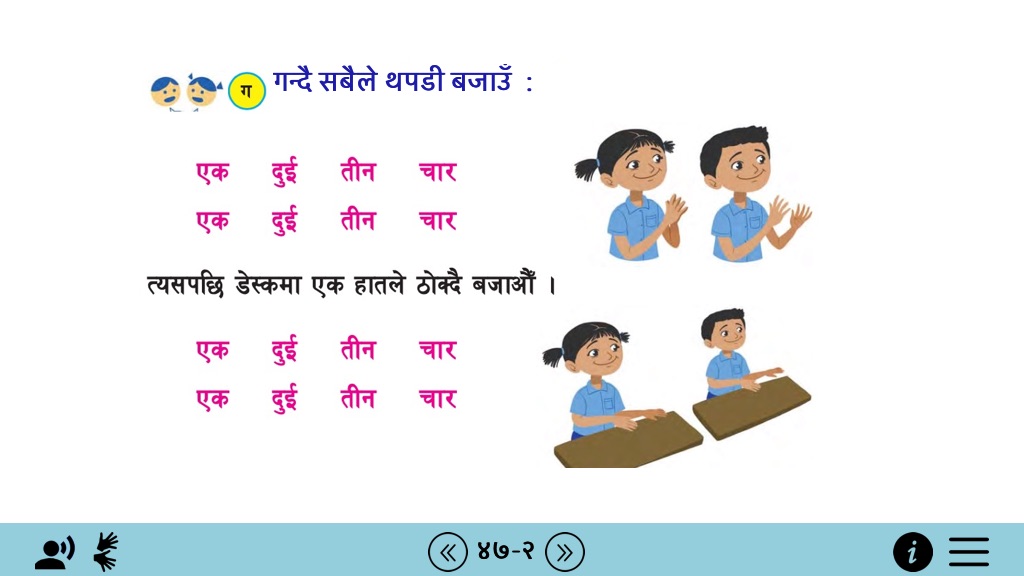 ग गन्दै सबैले थपडी बजाउँ :
एक दुई तीन चार
एक दुई तीन चार
त्यसपछि डेस्कमा एक हातले ठोक्दै बजाऔँ ।
एक दुई तीन चार
एक दुई तीन चार
४७-२